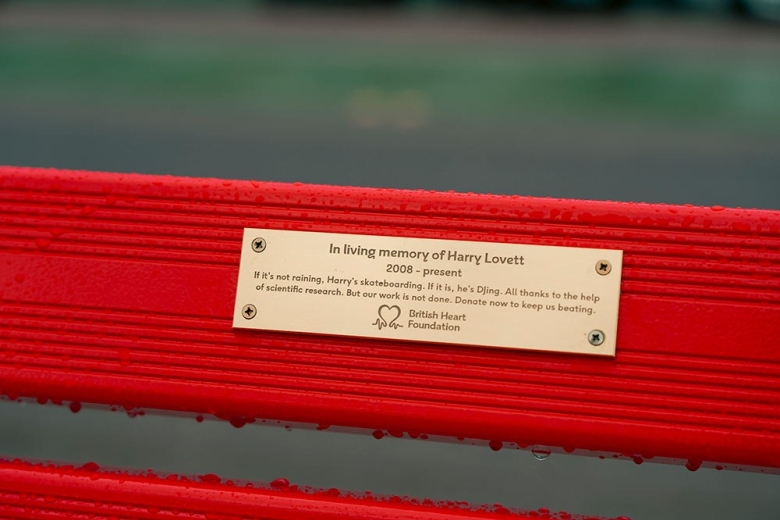 In living memory of Harry Lovett
2008 - present
If it's not raining, Harry's skateboarding. If it is, he's DJing. All thanks to the help
of scientific research. But our work is not done. Donate now to keep us beating.
British Heart
Foundation